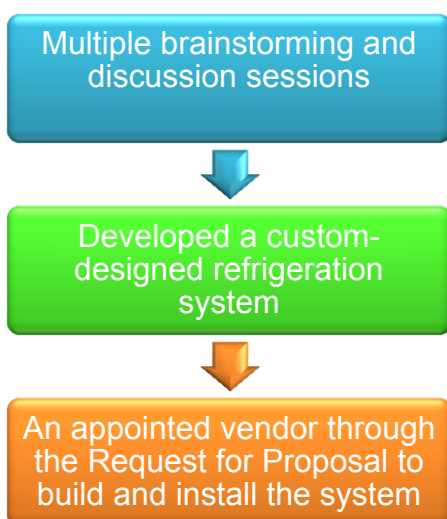 Multiple brainstorming and
discussion sessions
Developed a custom-
designed refrigeration
system
An appointed vendor through
the Request for Proposal to
build and install the system